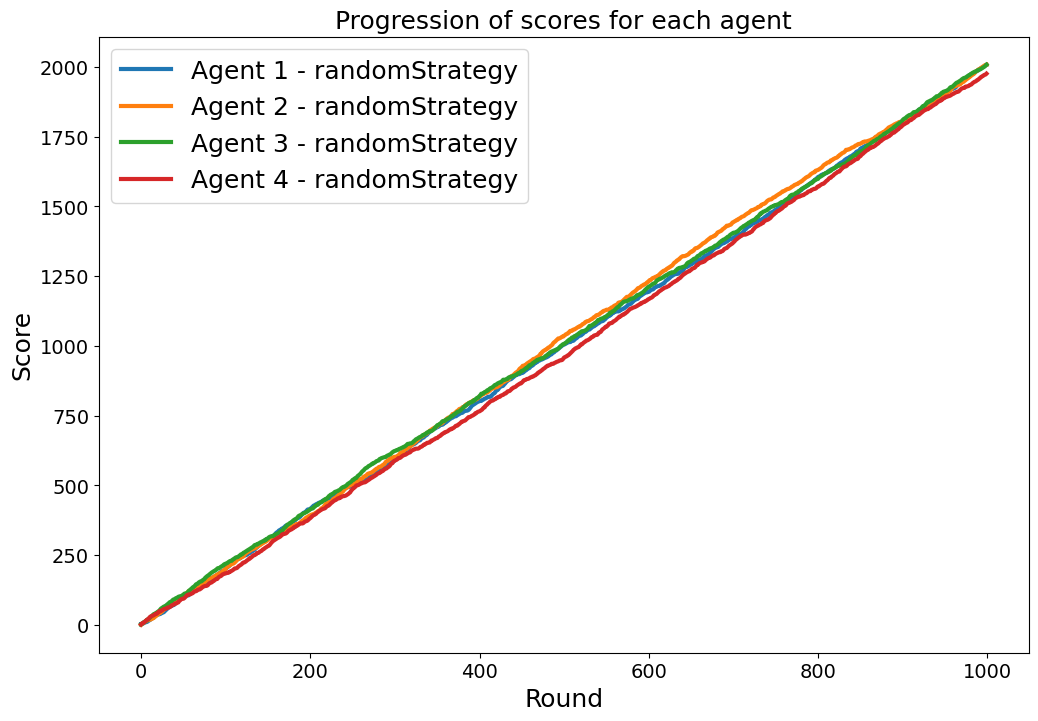 Progression of scores for each agent
Agent 1 - randomStrategy
Agent 2 - randomStrategy
Agent 3 - randomStrategy
Agent 4 - randomStrategy
2000
1750
1500
1250
1000
750
500
250
0
Score
0 200 400 600 800 1000
Round